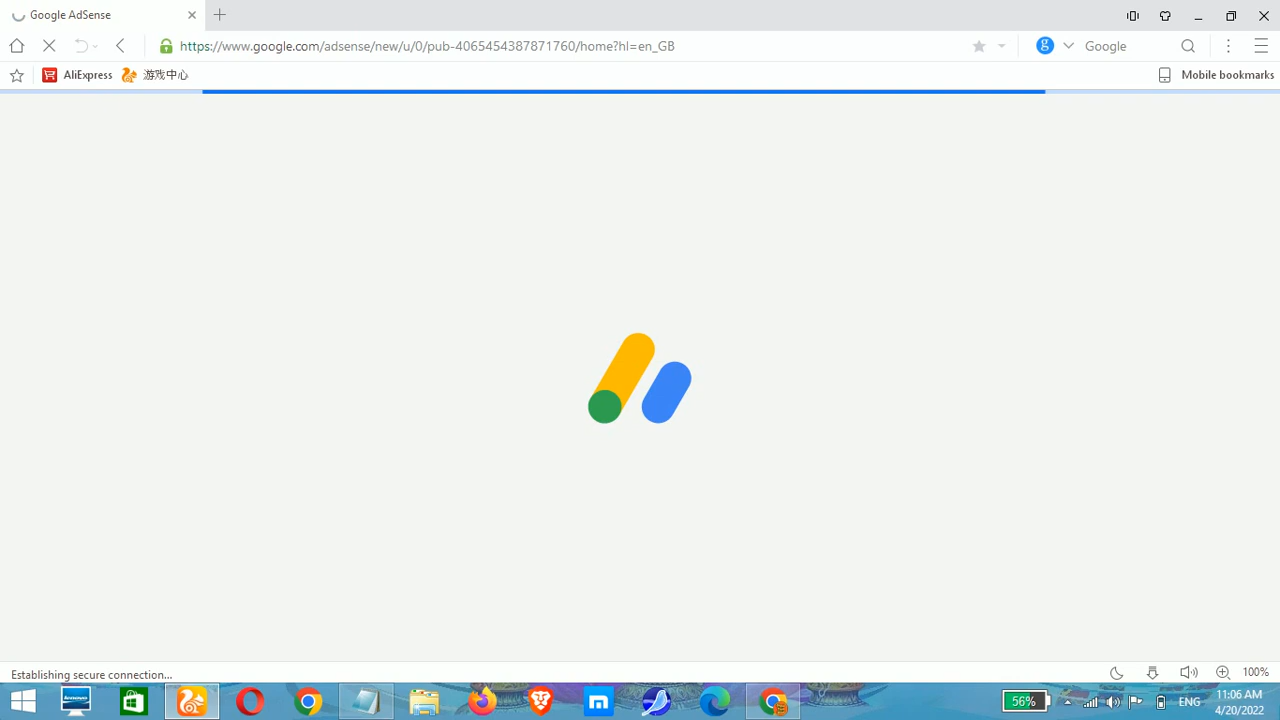 Google AdSense
https://www.google.com/adsense/new/u/0/pub-4065454387871760/home?hl=en_GB
Google
AliExpress
游戏中心
Mobile bookmarks
Establishing secure connection...
100%
lenovo
56%
ENG
11:06 AM
4/20/2022